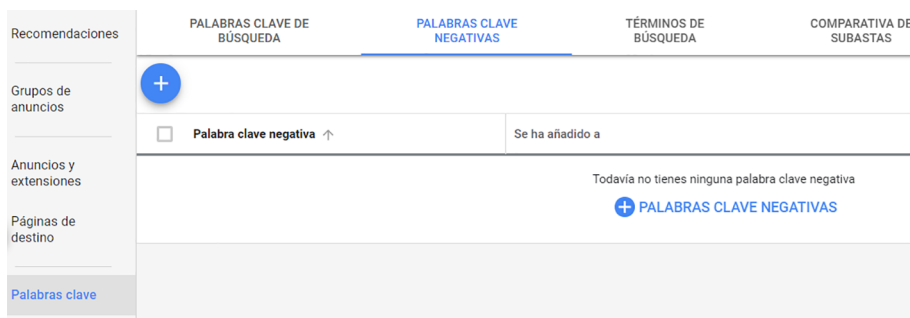 Recomendaciones
Grupos de
anuncios
Anuncios y
extensiones
Páginas de
destino
Palabras clave
PALABRAS CLAVE DE
BÚSQUEDA
PALABRAS CLAVE
NEGATIVAS
TÉRMINOS DE
BÚSQUEDA
COMPARATIVA DE
SUBASTAS
Palabra clave negativa ↑
Se ha añadido a
Todavía no tienes ninguna palabra clave negativa
PALABRAS CLAVE NEGATIVAS